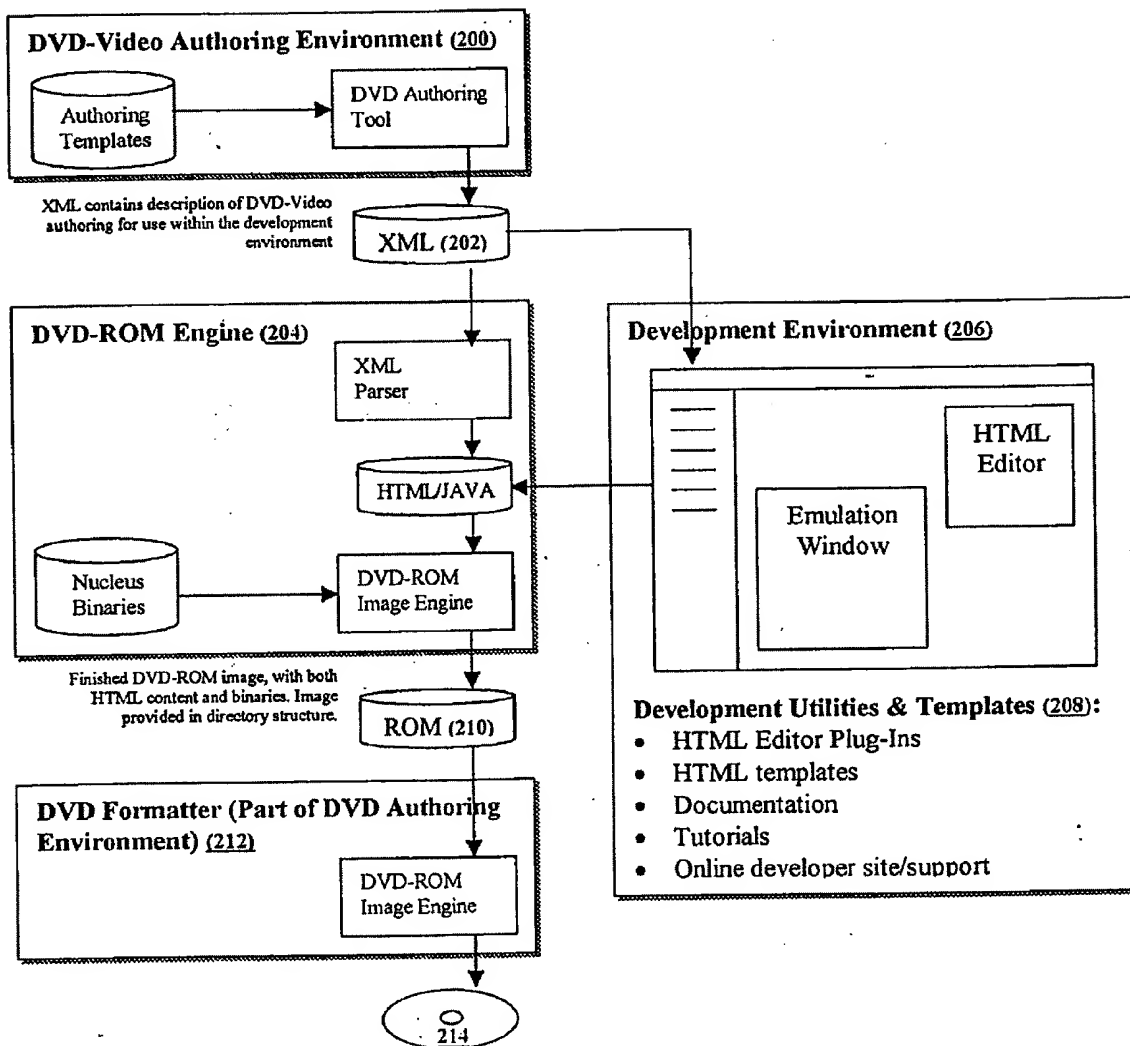 DVD-Video Authoring Environment (200)
Authoring
Templates
DVD Authoring
Tool
XML contains description of DVD-Video
authoring for use within the development
environment
XML (202)
DVD-ROM Engine (204)
XML
Parser
HTML/JAVA
Nucleus
Binaries
DVD-ROM
Image Engine
Finished DVD-ROM image, with both
HTML content and binaries. Image
provided in directory structure.
ROM (210)
DVD Formatter (Part of DVD Authoring
Environment) (212)
DVD-ROM
Image Engine
214
Development Environment (206)
HTML
Editor
Emulation
Window
Development Utilities & Templates (208):
• HTML Editor Plug-Ins
• HTML templates
• Documentation
• Tutorials
• Online developer site/support